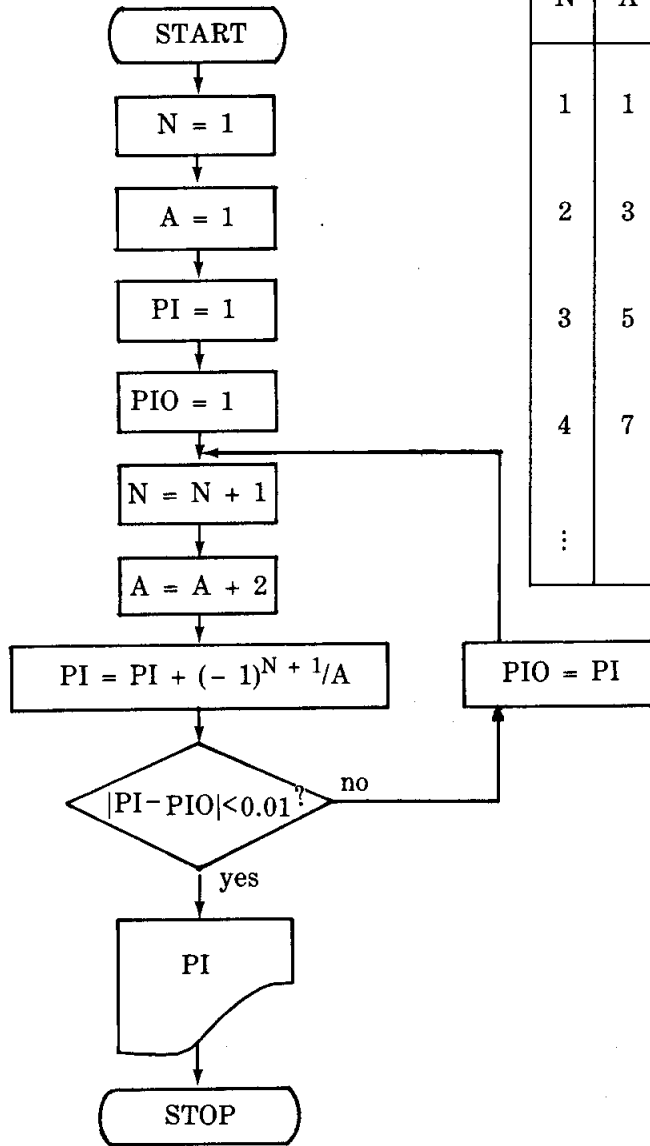 START
N = 1
A = 1
PI = 1
PIO = 1
N = N + 1
A = A + 2
PI = PI + (- 1)^{N + 1}/A
|PI-PIO|<0.01?
no
PIO = PI
yes
PI
STOP
N A
1 1
2 3
3 5
4 7
⋮